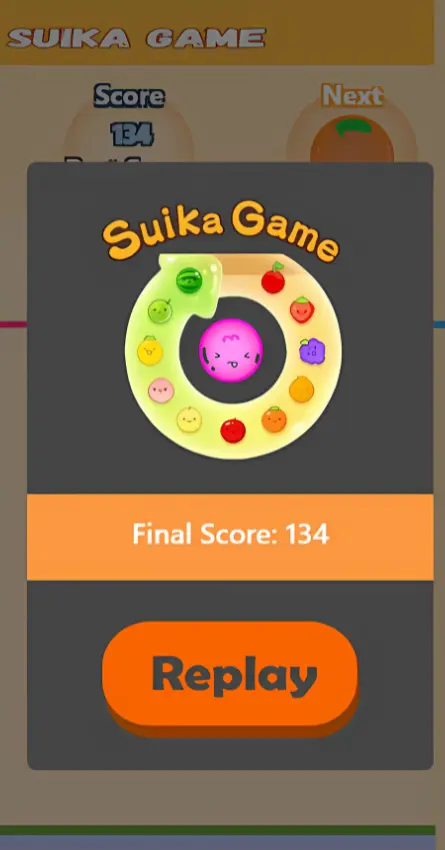 SUIKA GAME
Score
Next
134
Suika Game
Final Score: 134
Replay